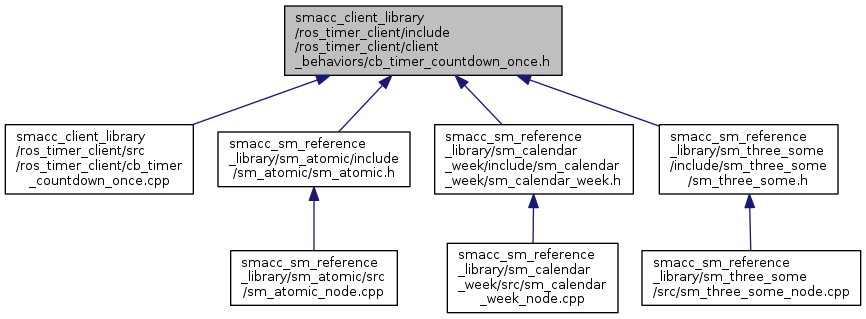 smacc_client_library
/ros_timer_client/include
/ros_timer_client/client
_behaviors/cb_timer_countdown_once.h
smacc_client_library
/ros_timer_client/src
/ros_timer_client/cb_timer
_countdown_once.cpp
smacc_sm_reference
_library/sm_atomic/include
/sm_atomic/sm_atomic.h
smacc_sm_reference
_library/sm_calendar
_week/include/sm_calendar
_week/sm_calendar_week.h
smacc_sm_reference
_library/sm_three_some
/include/sm_three_some
/sm_three_some.h
smacc_sm_reference
_library/sm_atomic/src
/sm_atomic_node.cpp
smacc_sm_reference
_library/sm_calendar
_week/src/sm_calendar
_week_node.cpp
smacc_sm_reference
_library/sm_three_some
/src/sm_three_some_node.cpp